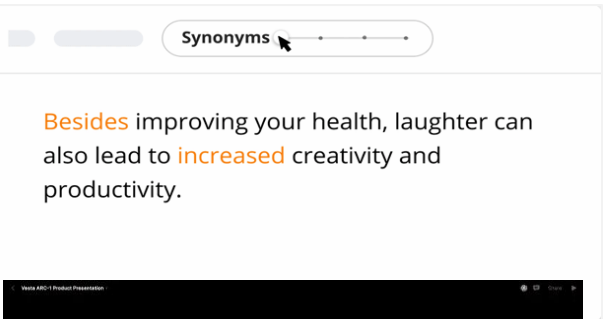 Synonyms
Besides improving your health, laughter can
also lead to increased creativity and
productivity.
Vesta ARC-1 Product Presentation
Share